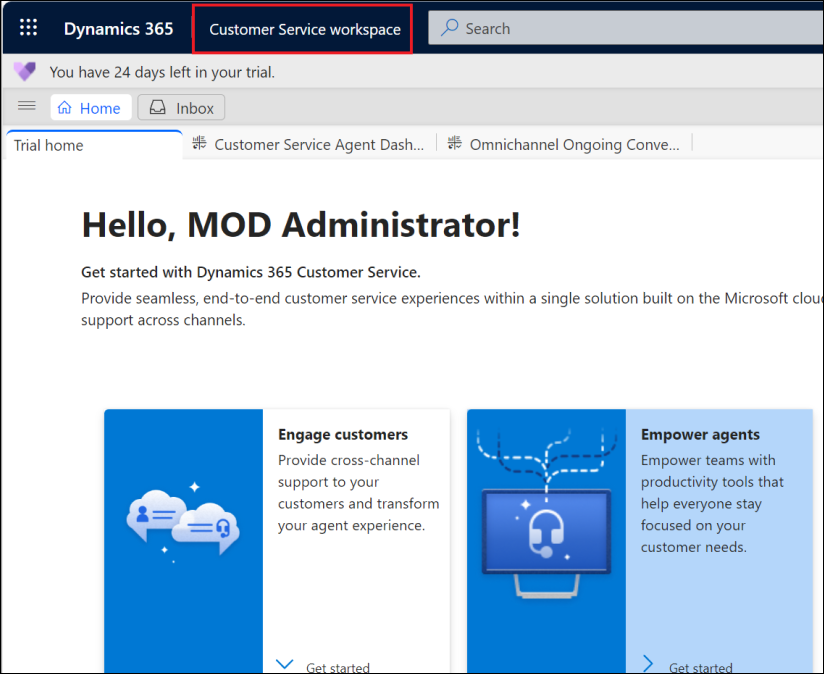 Dynamics 365 Customer Service workspace Search
You have 24 days left in your trial.
Home Inbox
Trial home Customer Service Agent Dash... Omnichannel Ongoing Conve...
Hello, MOD Administrator!
Get started with Dynamics 365 Customer Service.
Provide seamless, end-to-end customer service experiences within a single solution built on the Microsoft clou
support across channels.
Engage customers
Provide cross-channel
support to your
customers and transform
your agent experience.
Get started
Empower agents
Empower teams with
productivity tools that
help everyone stay
focused on your
customer needs.
Get started